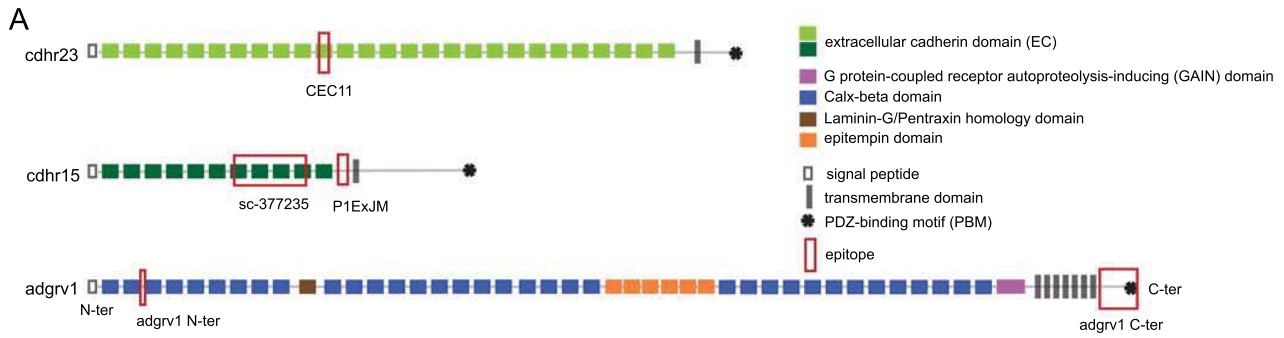 A
cdhr23
CEC11
cdhr15
sc-377235
P1ExJM
adgrv1
N-ter
adgrv1 N-ter
C-ter
adgrv1 C-ter
extracellular cadherin domain (EC)
G protein-coupled receptor autoproteolysis-inducing (GAIN) domain
Calx-beta domain
Laminin-G/Pentraxin homology domain
epitempin domain
signal peptide
transmembrane domain
PDZ-binding motif (PBM)
epitope